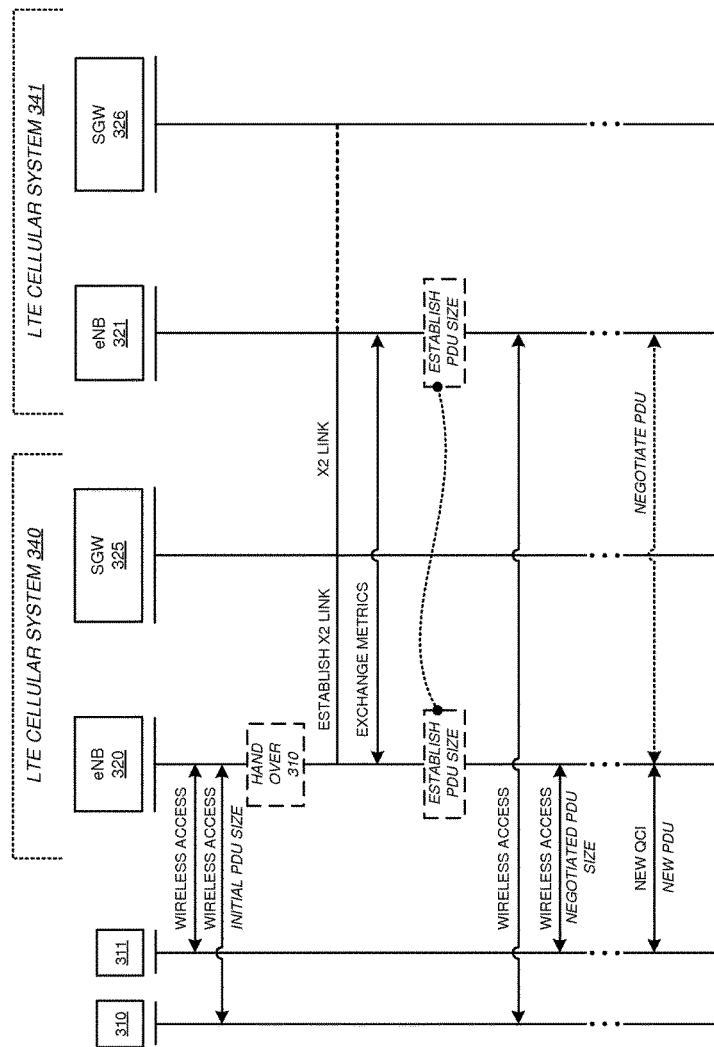 LTE CELLULAR SYSTEM 340
LTE CELLULAR SYSTEM 341
310
311
eNB
320
SGW
325
eNB
321
SGW
326
WIRELESS ACCESS
WIRELESS ACCESS
INITIAL PDU SIZE
HAND
OVER
310
ESTABLISH X2 LINK
X2 LINK
EXCHANGE METRICS
ESTABLISH
PDU SIZE
ESTABLISH
PDU SIZE
WIRELESS ACCESS
WIRELESS ACCESS
NEGOTIATED PDU
SIZE
NEW QCI
NEW PDU
NEGOTIATE PDU